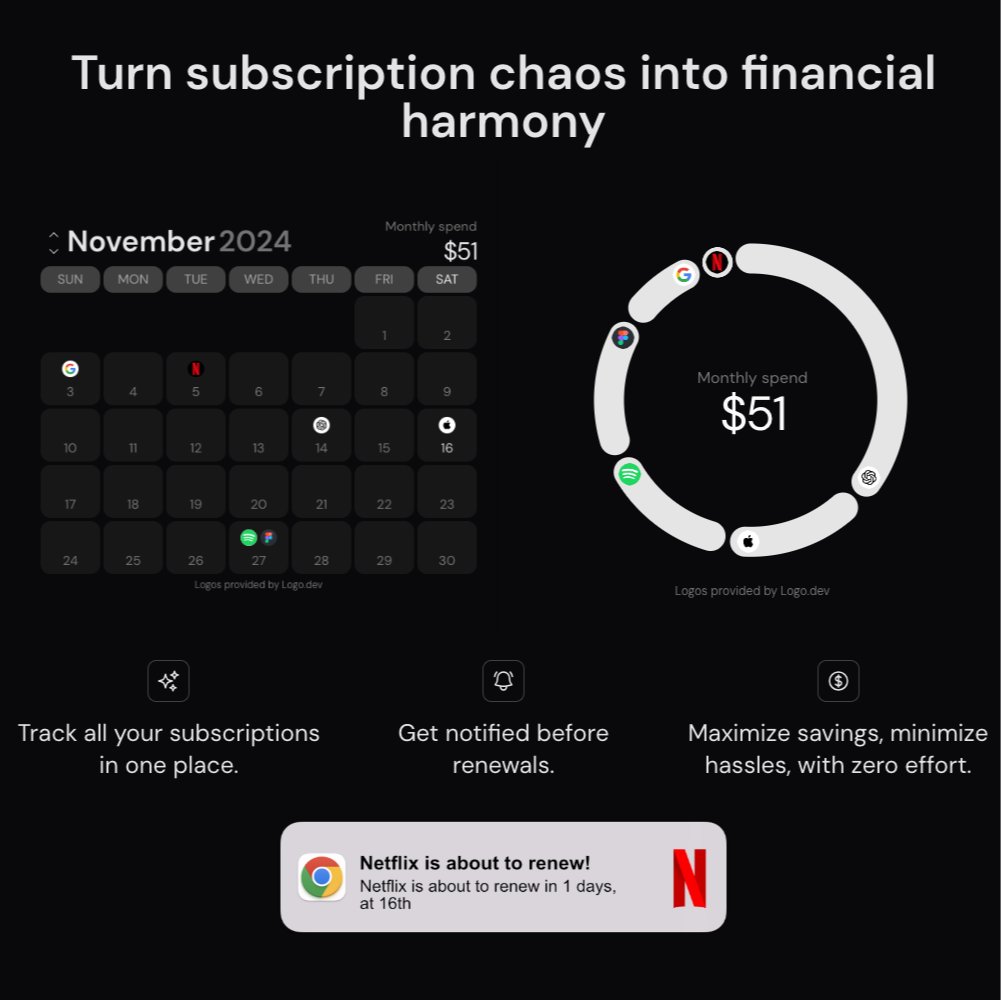 Turn subscription chaos into financial
harmony
November 2024
Monthly spend
$51
SUN MON TUE WED THU FRI SAT
1 2
3 4 5 6 7 8 9
10 11 12 13 14 15 16
17 18 19 20 21 22 23
24 25 26 27 28 29 30
Logos provided by Logo.dev
Monthly spend
$51
Logos provided by Logo.dev
Track all your subscriptions
in one place.
Get notified before
renewals.
Maximize savings, minimize
hassles, with zero effort.
Netflix is about to renew!
Netflix is about to renew in 1 days,
at 16th